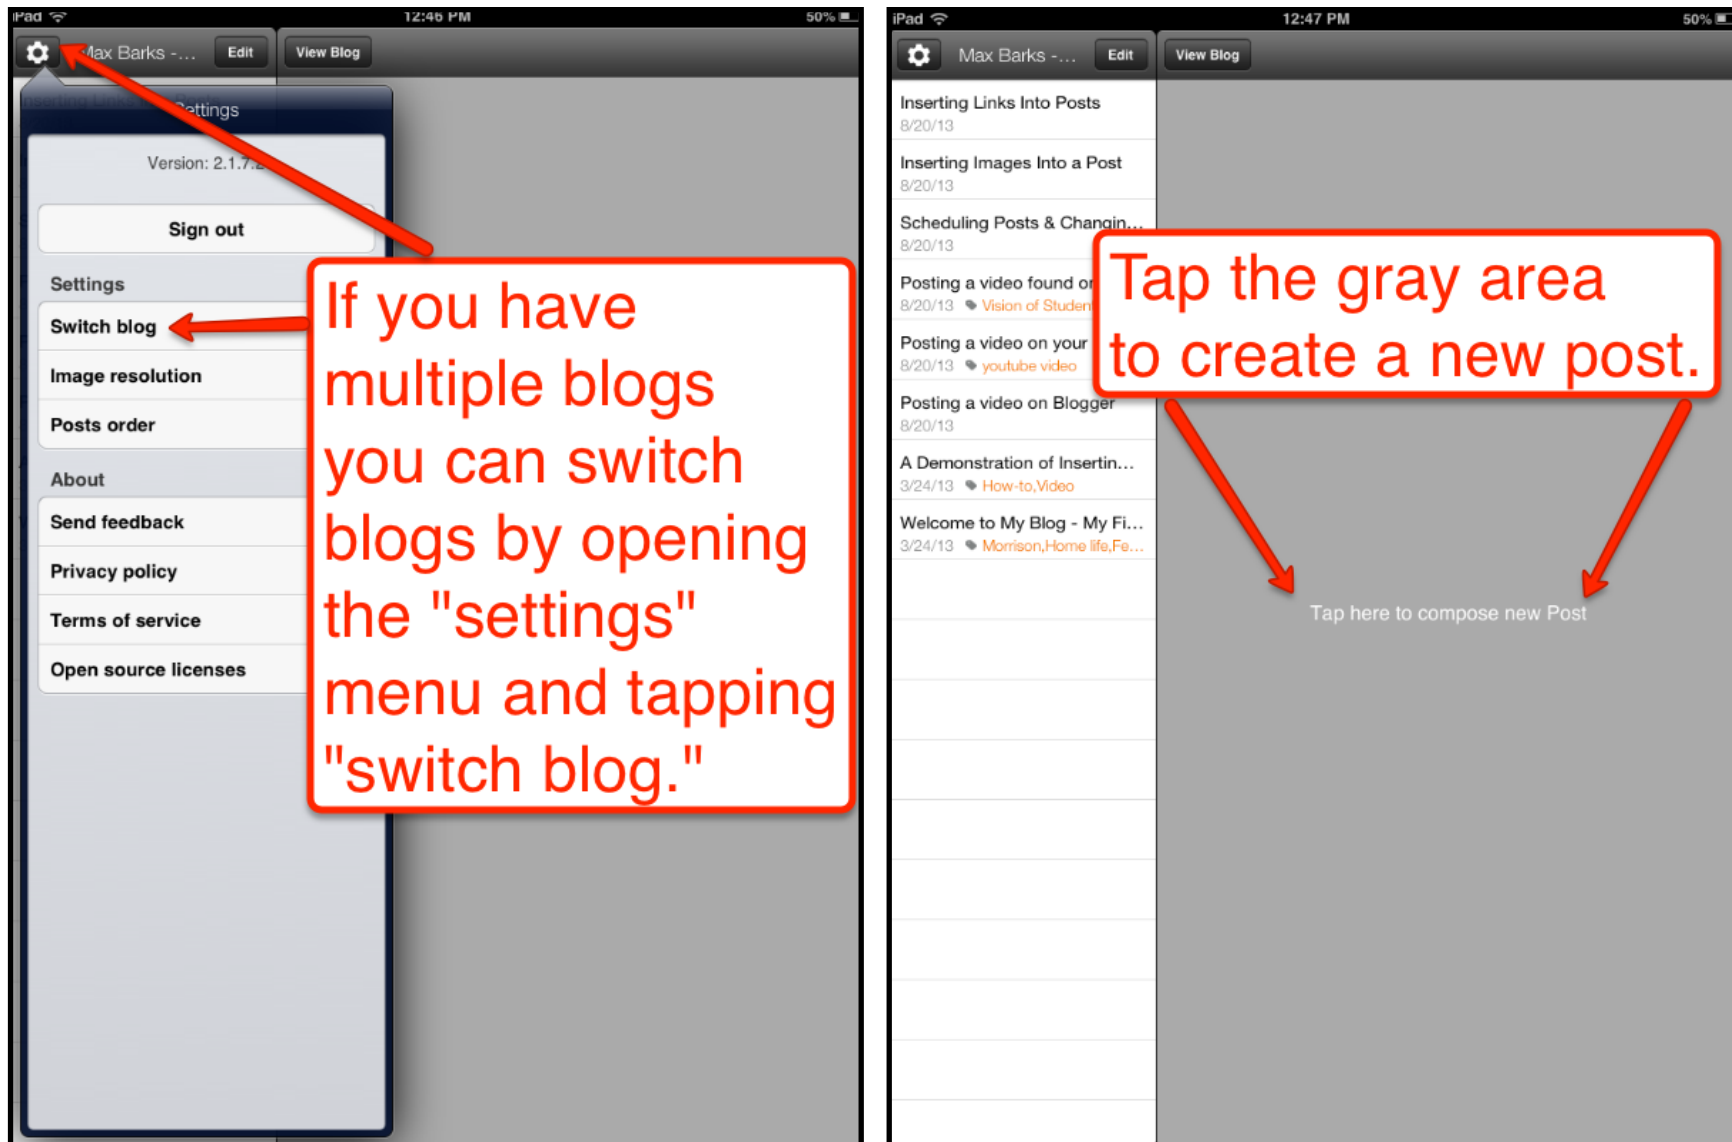 iPad
12:46 PM
50%
Max Barks -...
Edit
View Blog
Settings
Version: 2.1.7.2
Sign out
Settings
Switch blog
Image resolution
Posts order
About
Send feedback
Privacy policy
Terms of service
Open source licenses
If you have
multiple blogs
you can switch
blogs by opening
the "settings"
menu and tapping
"switch blog."
iPad
12:47 PM
50%
Max Barks -...
Edit
View Blog
Inserting Links Into Posts
8/20/13
Inserting Images Into a Post
8/20/13
Scheduling Posts & Changin...
8/20/13
Posting a video found
8/20/13 Vision of
Posting a video on your
8/20/13 youtube video
Posting a video on Blogger
8/20/13
A Demonstration of Insertin...
3/24/13 How-to,Video
Welcome to My Blog - My Fi...
3/24/13 Morrison,Home life,Fe...
Tap the gray area
to create a new post.
Tap here to compose new Post